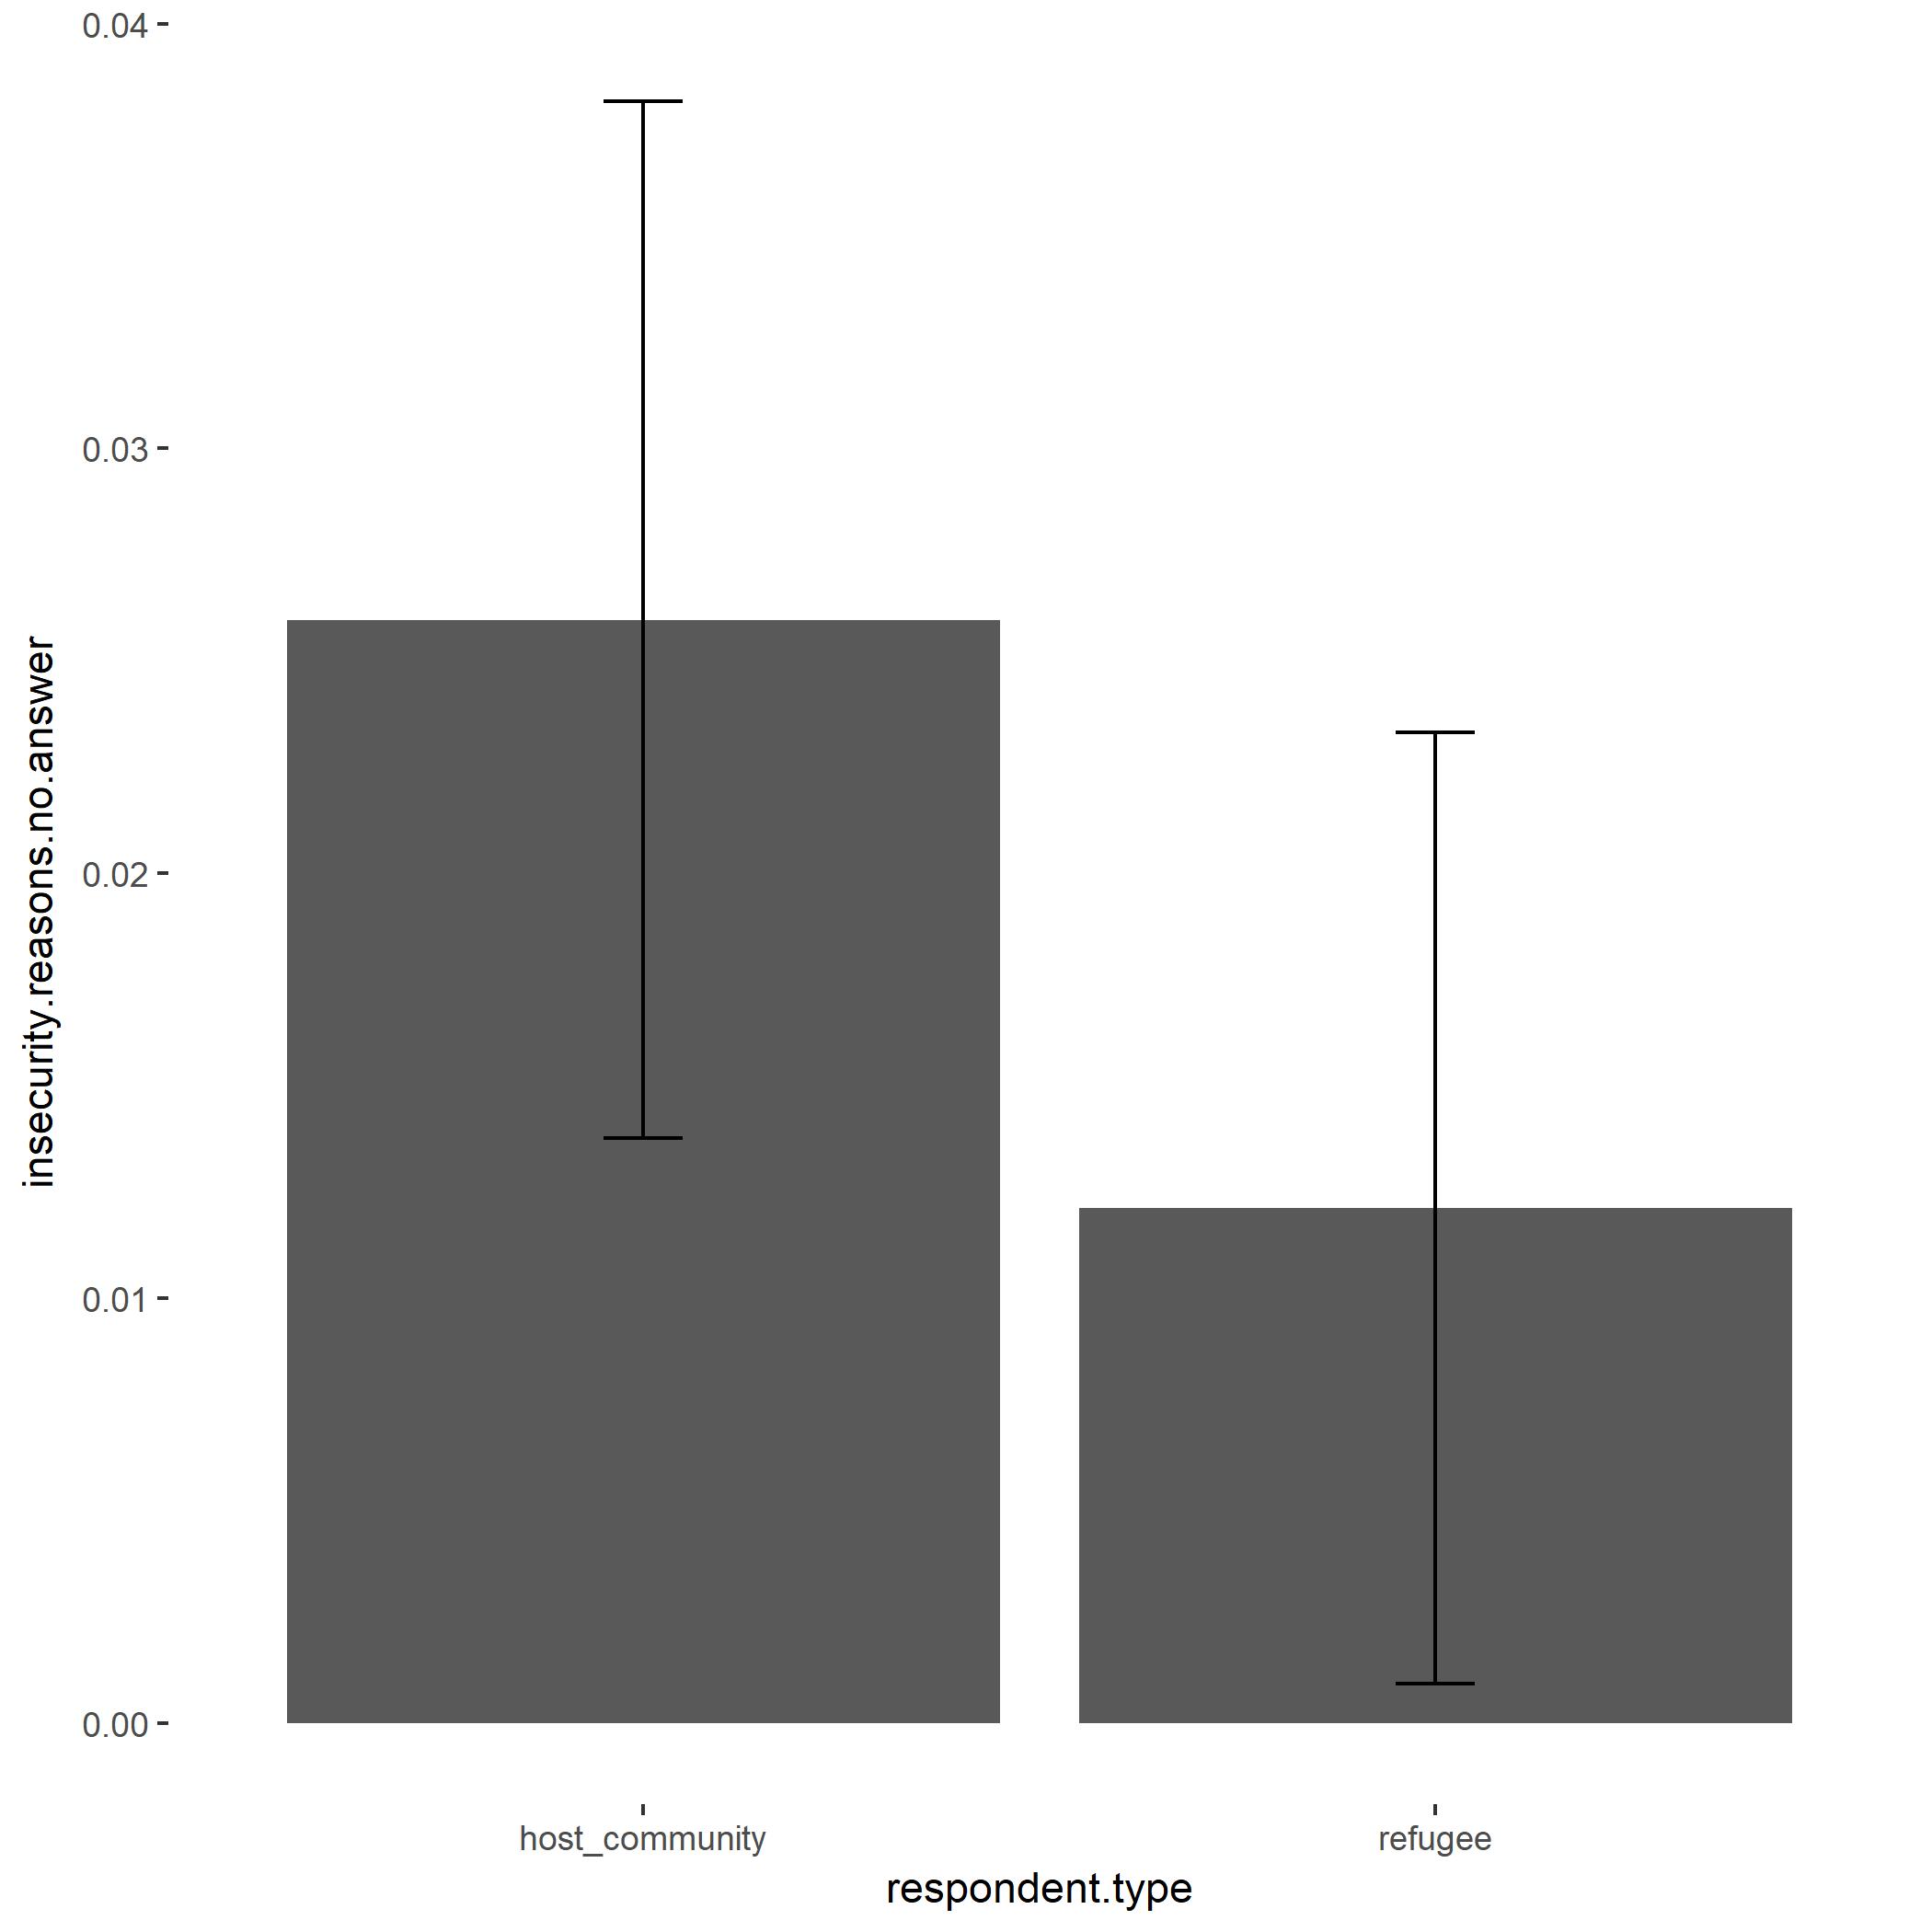 0.04
0.03
0.02
0.01
0.00
insecurity.reasons.no.answer
host_community
refugee
respondent.type